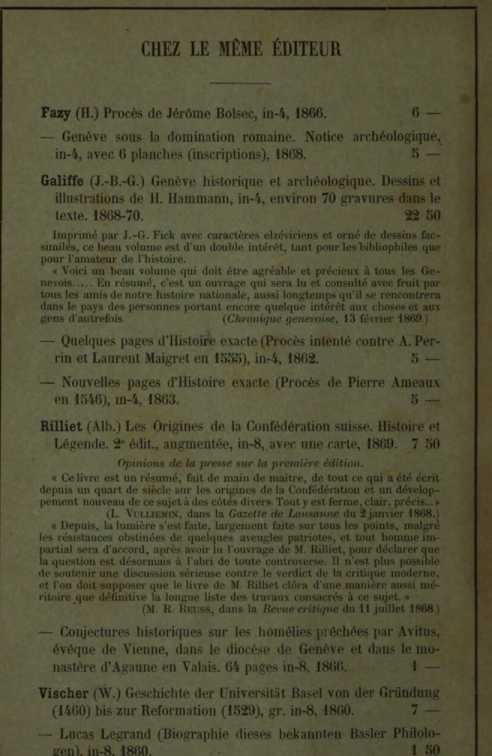 CHEZ LE MÊME ÉDITEUR
Fazy (H.) Procès de Jérôme Bolsec, in-4, 1866. 6 —
— Genève sous la domination romaine. Notice archéologique,
in-4, avec 6 planches (inscriptions), 1868. 5 —
Galiffe (J.-B.-G.) Genève historique et archéologique. Dessins et
illustrations de H. Hammann, in-4, environ 70 gravures dans le
texte. 1868-70. 22 50
Imprimé par J.-G. Fick avec caractères elzéviriens et orné de dessins fac-
similés, ce beau volume est d'un double intérêt, tant pour les bibliophiles que
pour l'amateur de l'histoire.
« Voici un beau volume qui doit être agréable et précieux à tous les Ge-
nevois..... En résumé, c'est un ouvrage qui sera lu et consulté avec fruit par
tous les amis de notre histoire nationale, aussi longtemps qu'il se rencontrera
dans le pays des personnes portant encore quelque intérêt aux choses et aux
gens d'autrefois (Chronique genevoise, 13 février 1869.)
— Quelques pages d'Histoire exacte (Procès intenté contre A. Per-
rin et Laurent Maigret en 1555), in-4, 1862. 5 —
— Nouvelles pages d'Histoire exacte (Procès de Pierre Ameaux
en 1546), in-4, 1863. 5 —
Rilliet (Alb.) Les Origines de la Confédération suisse. Histoire et
Légende. 2e édit., augmentée, in-8, avec une carte, 1869. 7 50
Opinions de la presse sur la première édition.
« Ce livre est un résumé, fait de main de maître, de tout ce qui a été écrit
depuis un quart de siècle sur les origines de la Confédération et un dévelop-
pement nouveau de ce sujet à des côtés divers. Tout y est ferme, clair, précis.. »
(L. VULLIEMIN, dans la Gazette de Lausanne du 2 janvier 1868.)
« Depuis, la lumière s'est faite, largement faite sur tous les points, malgré
les résistances obstinées de quelques aveugles patriotes, et tout homme im-
partial sera d'accord, après avoir lu l'ouvrage de M. Rilliet, pour déclarer que
la question est désormais à l'abri de toute controverse. Il n'est plus possible
de soutenir une discussion sérieuse contre le verdict de la critique moderne,
et l'on doit supposer que le livre de M. Rilliet clôra d'une manière aussi mé-
ritoire que définitive la longue liste des travaux consacrés à ce sujet. »
(M. R. REUSS, dans la Revue critique du 11 juillet 1868.)
— Conjectures historiques sur les homélies prêchées par Avitus,
évêque de Vienne, dans le diocèse de Genève et dans le mo-
nastère d'Agaune en Valais. 64 pages in-8, 1866. 1 —
Vischer (W.) Geschichte der Universität Basel von der Gründung
(1460) bis zur Reformation (1529), gr. in-8, 1860. 7 —
— Lucas Legrand (Biographie dieses bekannten Basler Philolo-
gen), in-8, 1860. 1 50